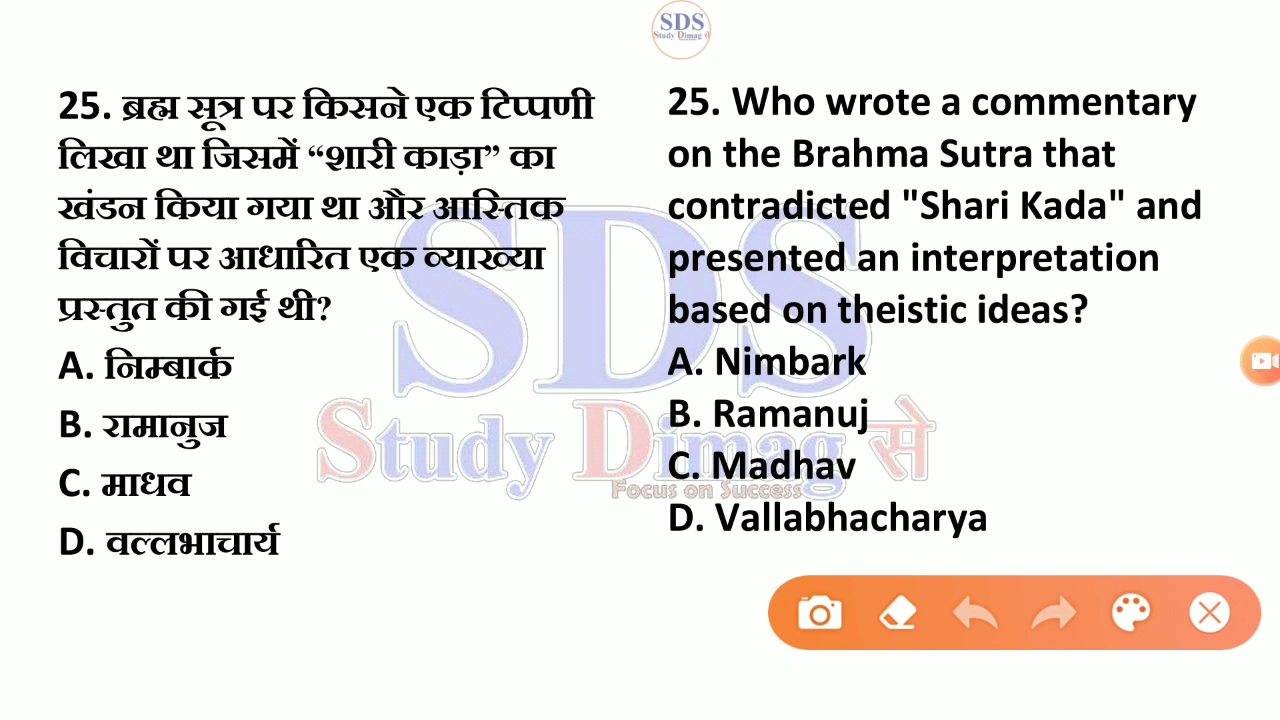 SDS
Study Dimag से
25. ब्रह्म सूत्र पर किसने एक टिप्पणी
लिखा था जिसमें “शारी काड़ा” का
खंडन किया गया था और आस्तिक
विचारों पर आधारित एक व्याख्या
प्रस्तुत की गई थी?
A. निम्बार्क
B. रामानुज
C. माधव
D. वल्लभाचार्य
25. Who wrote a commentary
on the Brahma Sutra that
contradicted "Shari Kada" and
presented an interpretation
based on theistic ideas?
A. Nimbark
B. Ramanuj
C. Madhav
D. Vallabhacharya
SDS
Study Dimag से
Focus on Success